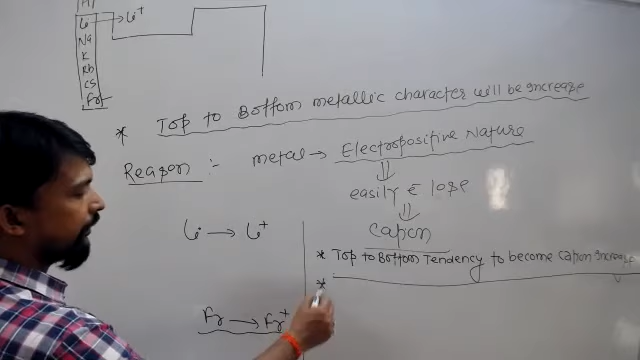 (A)
Li → Li⁺
Na
K
Rb
Cs
Fr
* Top to Bottom metallic character will be increase
Reason :- metal → Electropositive Nature
⇓
easily e lose
⇓
Cation
Li → Li⁺
* Top to Bottom Tendency to become Cation increase
*
Fr → Fr⁺